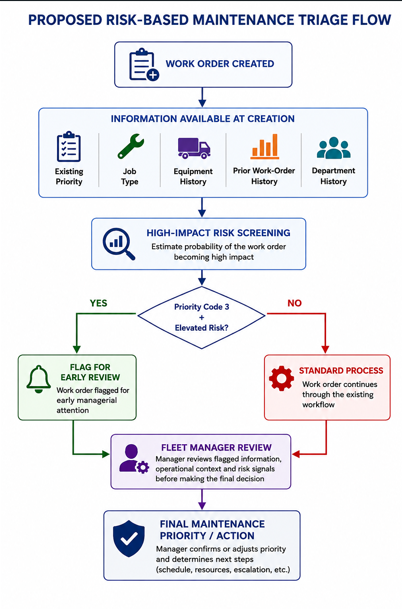 PROPOSED RISK-BASED MAINTENANCE TRIAGE FLOW
WORK ORDER CREATED
INFORMATION AVAILABLE AT CREATION
Existing
Priority
Job
Type
Equipment
History
Prior Work-Order
History
Department
History
HIGH-IMPACT RISK SCREENING
Estimate probability of the work order
becoming high impact
Priority Code 3
+
Elevated Risk?
YES
NO
FLAG FOR
EARLY REVIEW
Work order flagged for
early managerial
attention
STANDARD PROCESS
Work order continues
through the existing
workflow
FLEET MANAGER REVIEW
Manager reviews flagged information,
operational context and risk signals
before making the final decision
FINAL MAINTENANCE
PRIORITY / ACTION
Manager confirms or adjusts priority
and determines next steps
(schedule, resources, escalation, etc.)